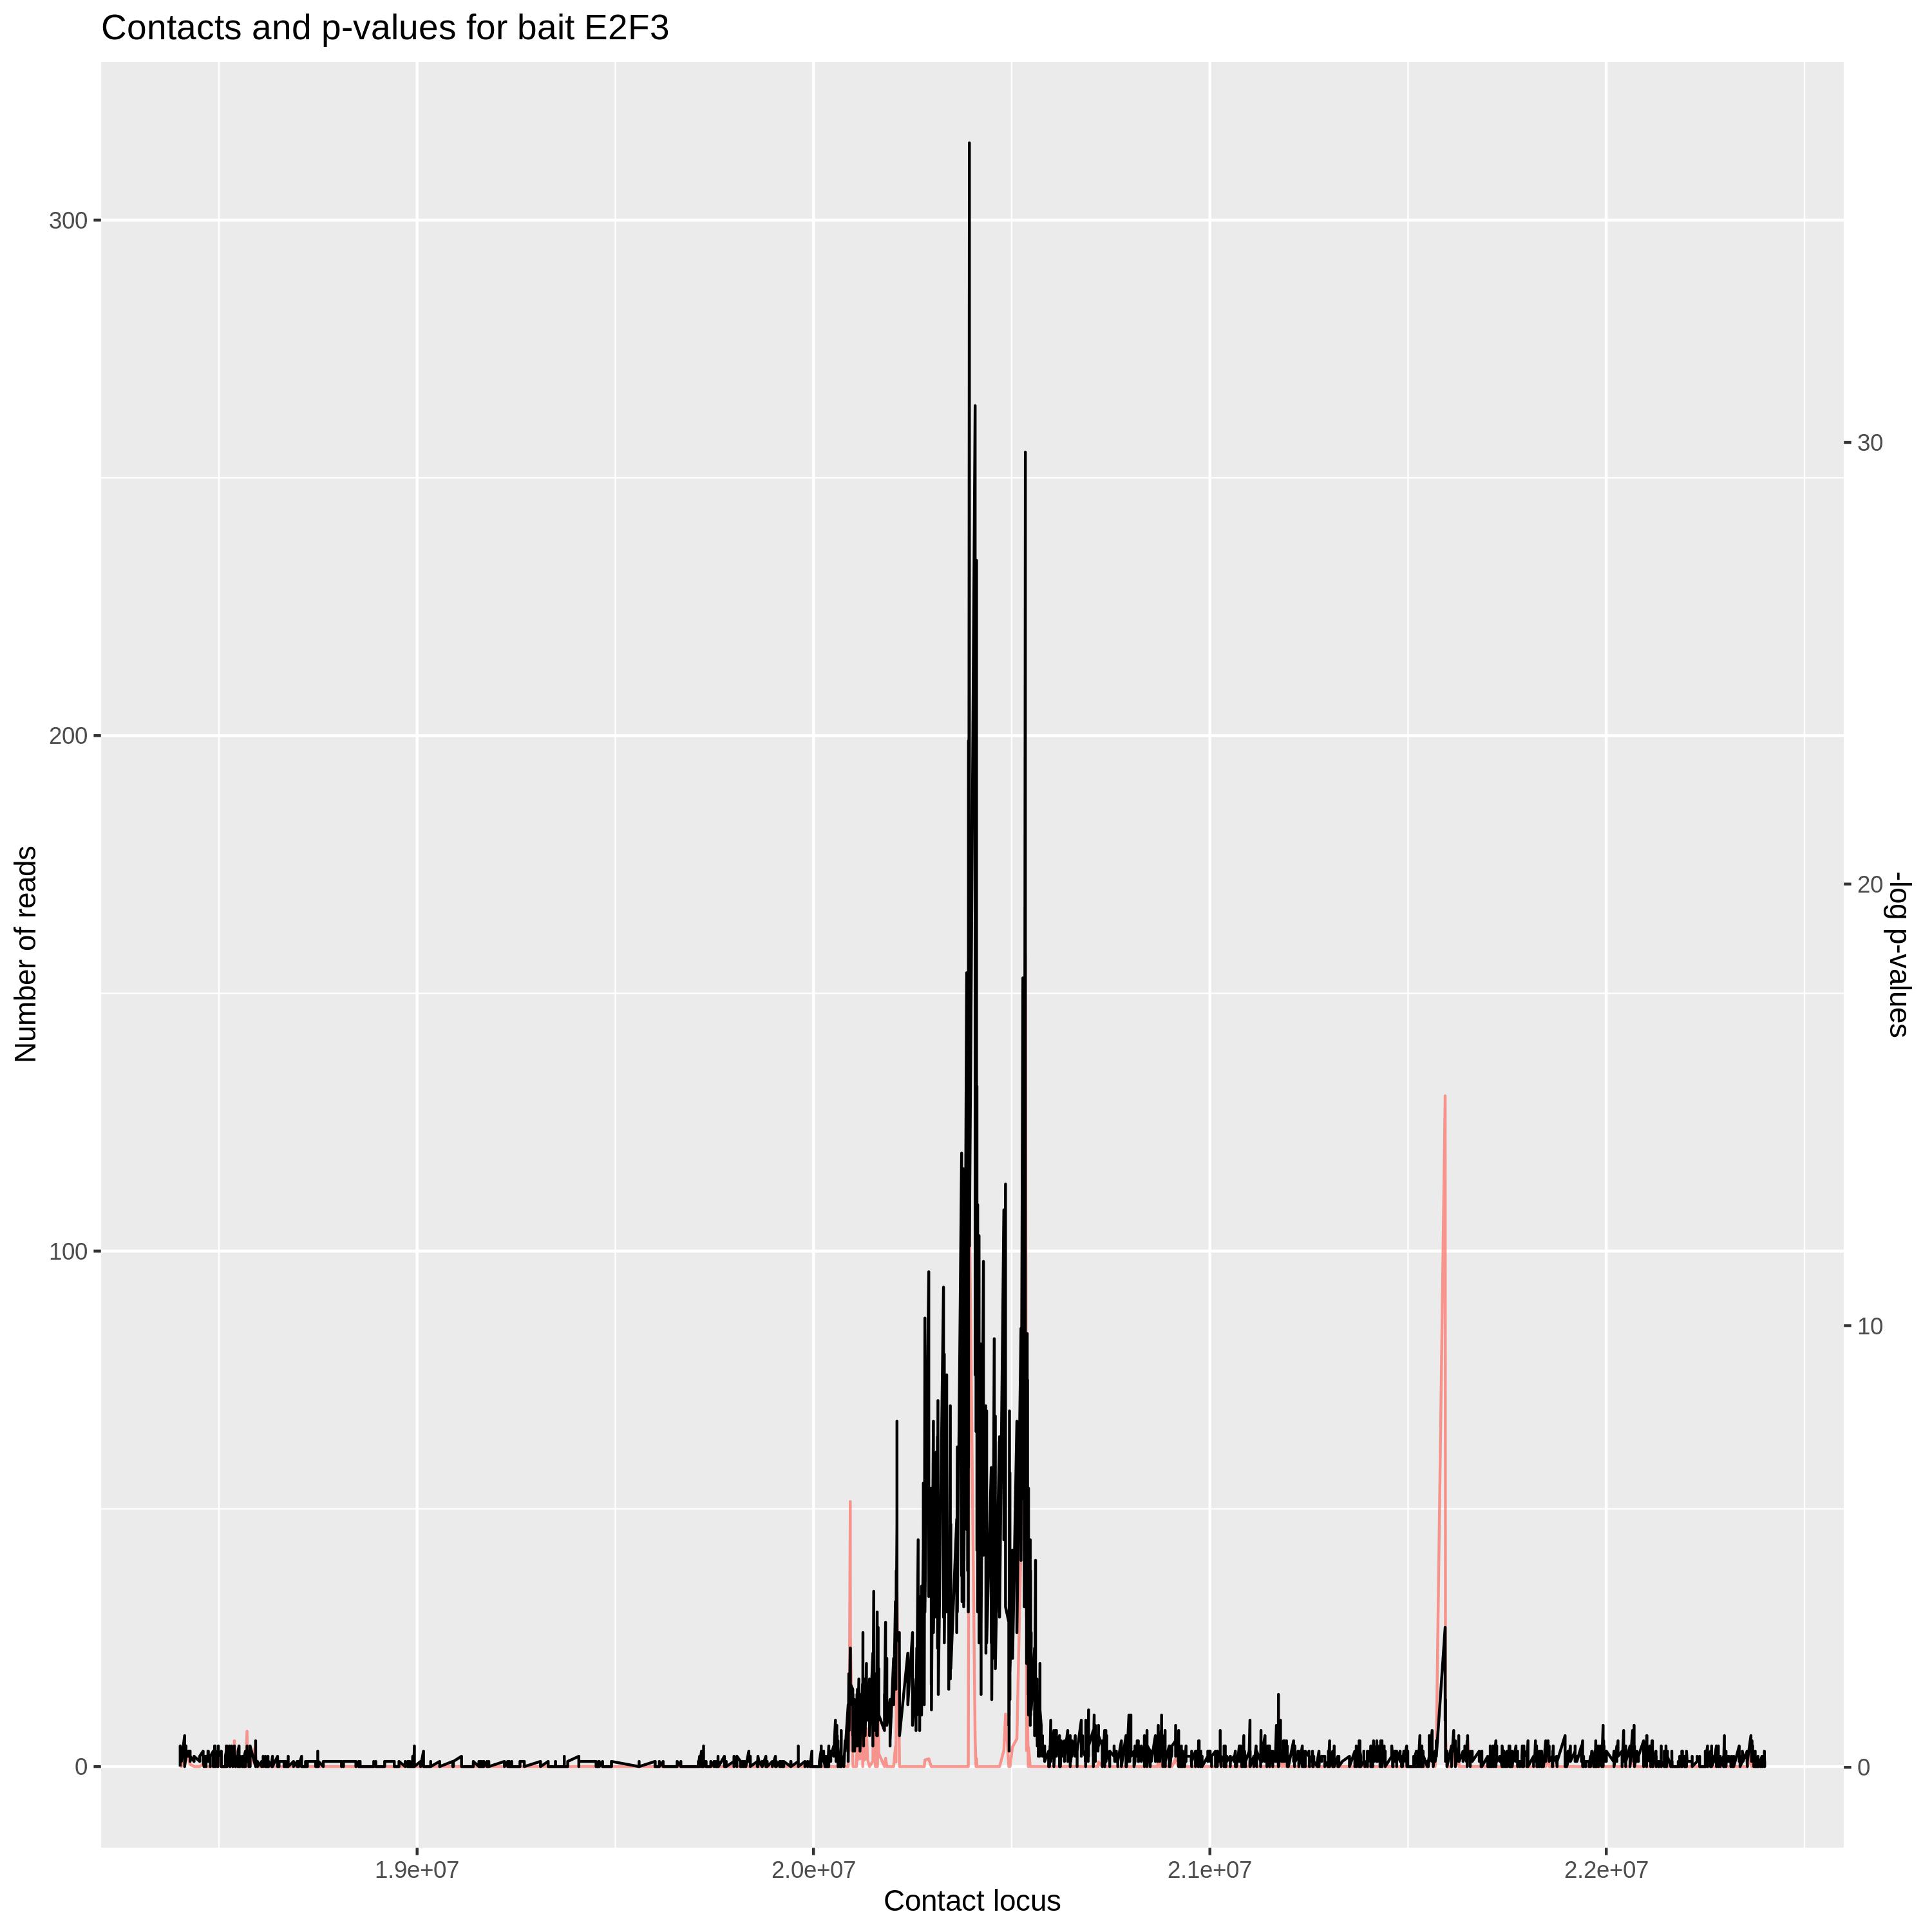 Contacts and p-values for bait E2F3
300
200
100
0
Number of reads
30
20
10
0
-log p-values
1.9e+07 2.0e+07 2.1e+07 2.2e+07
Contact locus